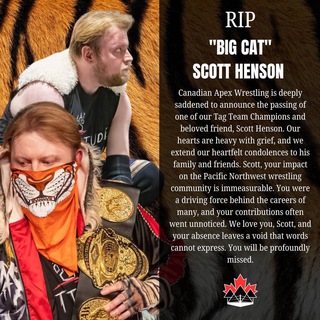 RIP
"BIG CAT"
SCOTT HENSON
Canadian Apex Wrestling is deeply
saddened to announce the passing of
one of our Tag Team Champions and
beloved friend, Scott Henson. Our
hearts are heavy with grief, and we
extend our heartfelt condolences to his
family and friends. Scott, your impact
on the Pacific Northwest wrestling
community is immeasurable. You were
a driving force behind the careers of
many, and your contributions often
went unnoticed. We love you, Scott, and
your absence leaves a void that words
cannot express. You will be profoundly
missed.